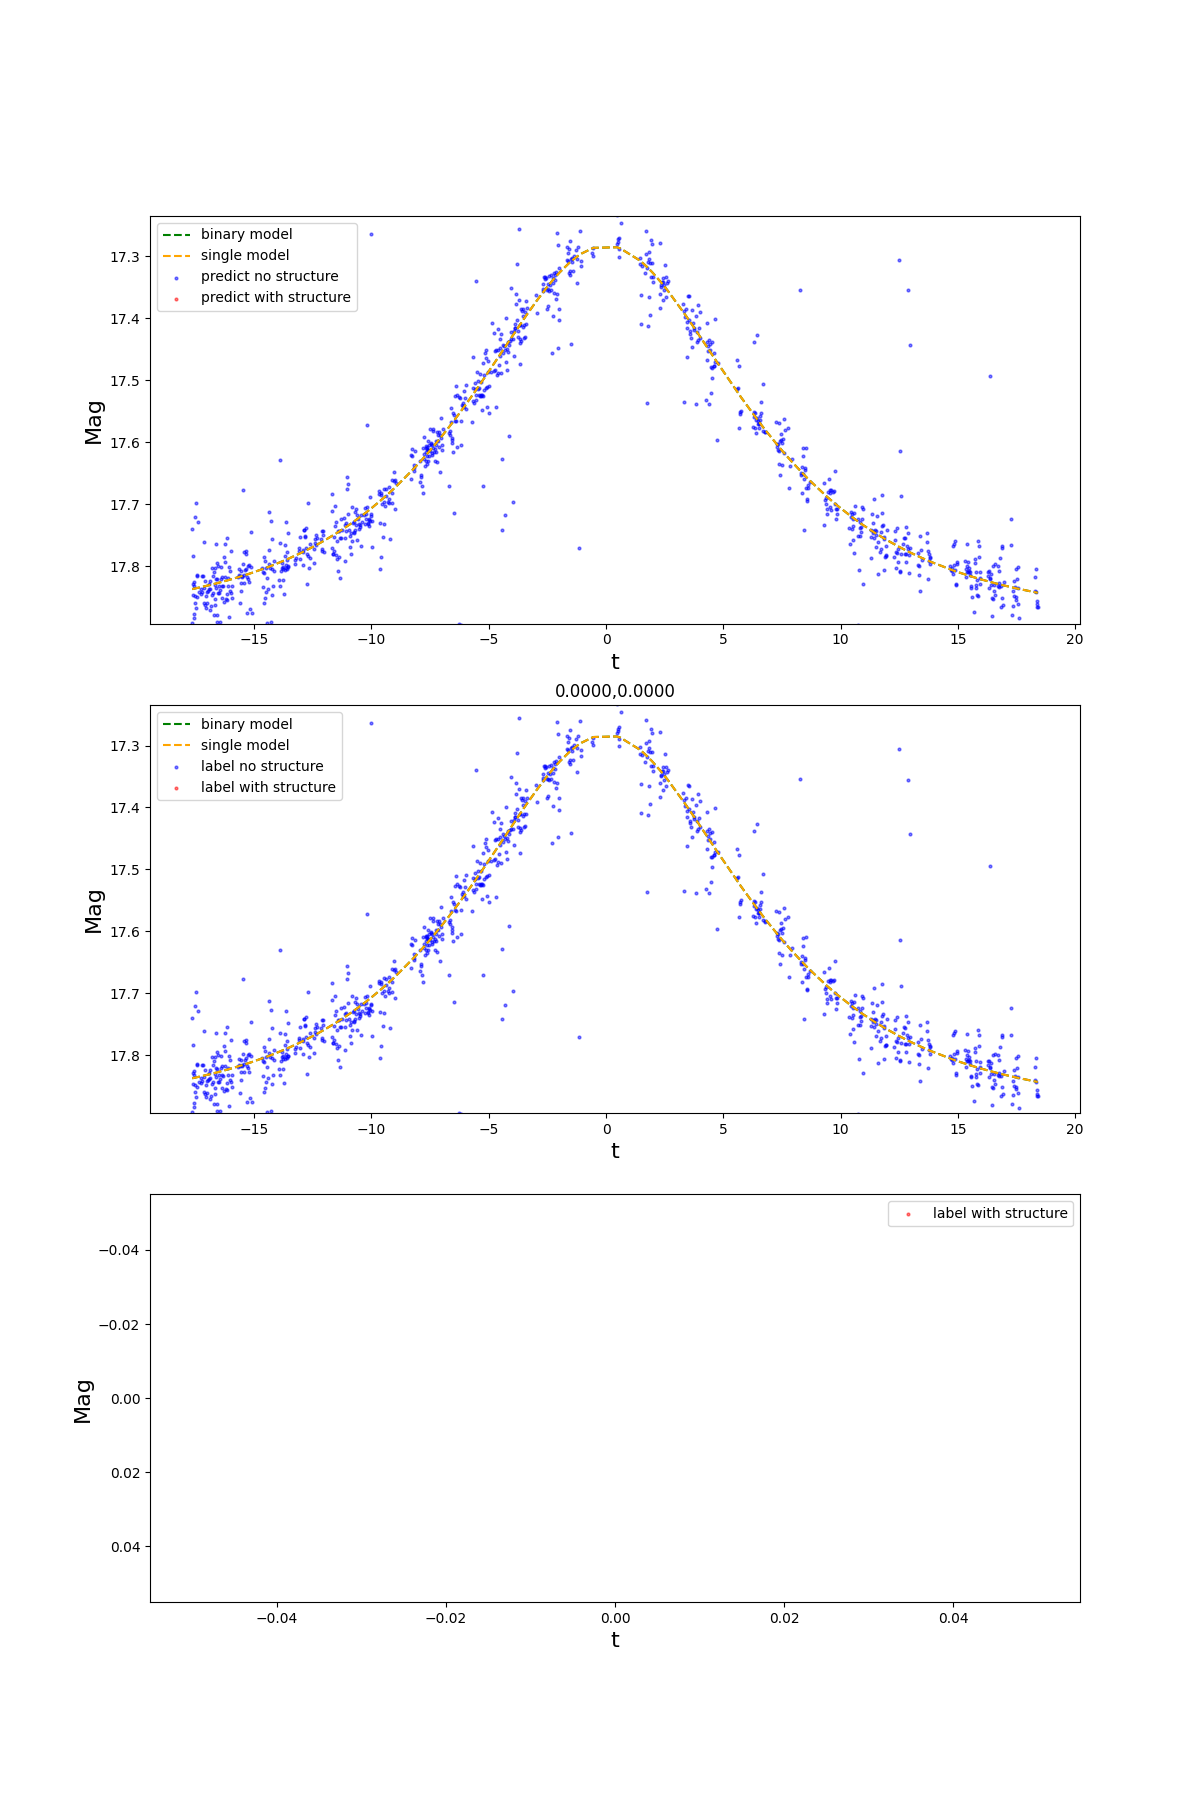 binary model
single model
predict no structure
predict with structure
17.3
17.4
17.5
17.6
17.7
17.8
Mag
−15 −10 −5 0 5 10 15 20
t
0.0000,0.0000
binary model
single model
label no structure
label with structure
17.3
17.4
17.5
17.6
17.7
17.8
Mag
−15 −10 −5 0 5 10 15 20
t
label with structure
−0.04
−0.02
0.00
0.02
0.04
Mag
−0.04 −0.02 0.00 0.02 0.04
t